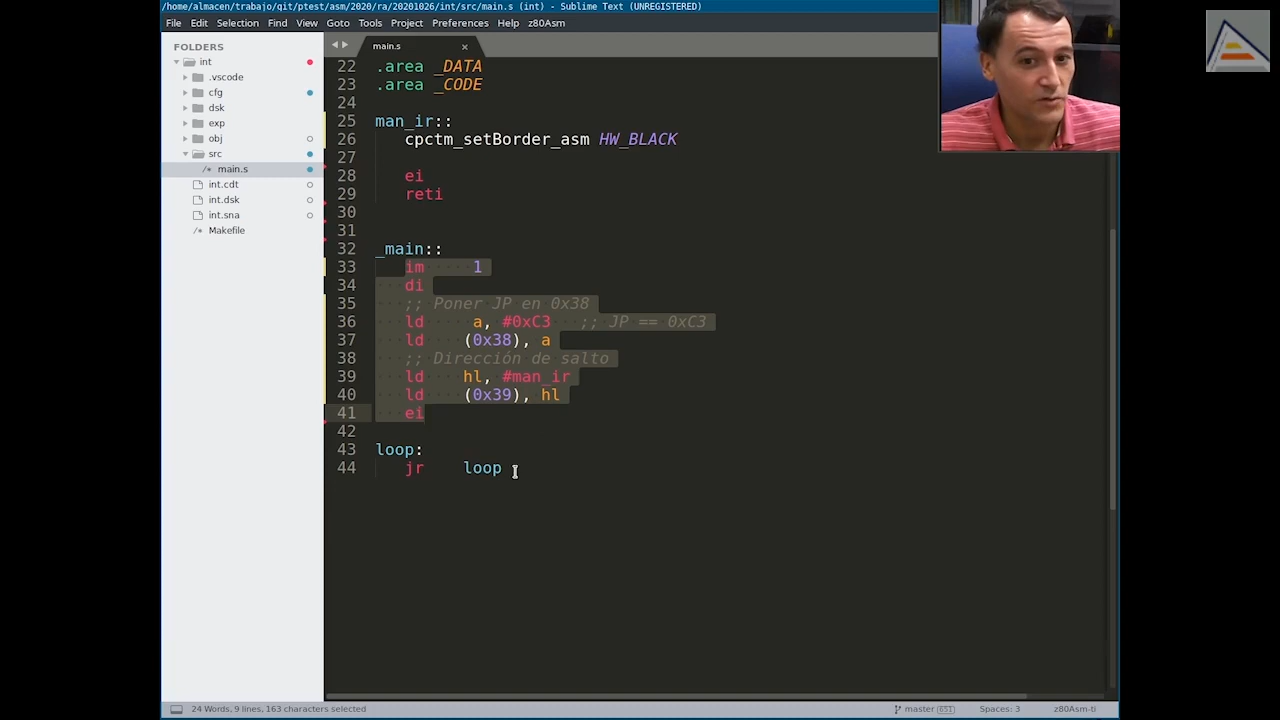 /home/almacen/trabajo/git/ptest/asm/2020/ra/20201026/int/src/main.s (int) - Sublime Text (UNREGISTERED)
File Edit Selection Find View Goto Tools Project Preferences Help z80Asm
FOLDERS
int
.vscode
cfg
dsk
exp
obj
src
/* main.s
int.cdt
int.dsk
int.sna
/* Makefile
main.s ×
22 .area _DATA
23 .area _CODE
24
25 man_ir::
26 cpctm_setBorder_asm HW_BLACK
27
28 ei
29 reti
30
31
32 _main::
33 im 1
34 di
35 ;; Poner JP en 0x38
36 ld a, #0xC3 ;; JP == 0xC3
37 ld (0x38), a
38 ;; Dirección de salto
39 ld hl, #man_ir
40 ld (0x39), hl
41 ei
42
43 loop:
44 jr loop
24 Words, 9 lines, 163 characters selected master 651 Spaces: 3 z80Asm-ti